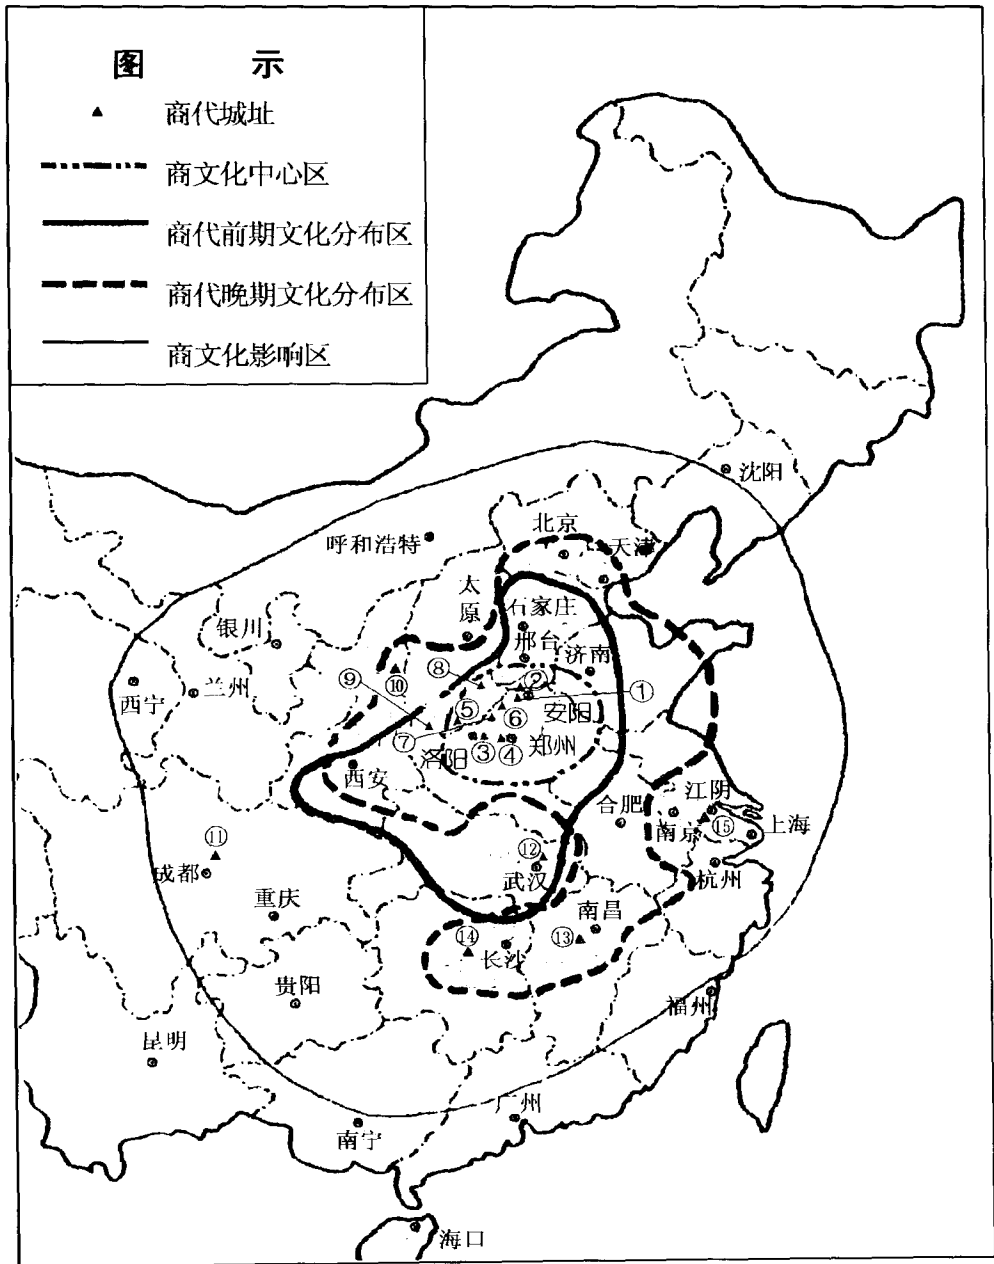 图 示
商代城址
商文化中心区
商代前期文化分布区
商代晚期文化分布区
商文化影响区
沈阳
北京
天津
呼和浩特
太原
石家庄
银川
邢台
济南
⑧
②
①
⑨
⑩
西宁
兰州
⑤
⑥
安阳
⑦
洛阳
③
④
郑州
西安
合肥
江阴
南京
⑮
上海
⑪
成都
⑫
武汉
杭州
重庆
南昌
⑭
⑬
长沙
贵阳
福州
昆明
广州
南宁
海口